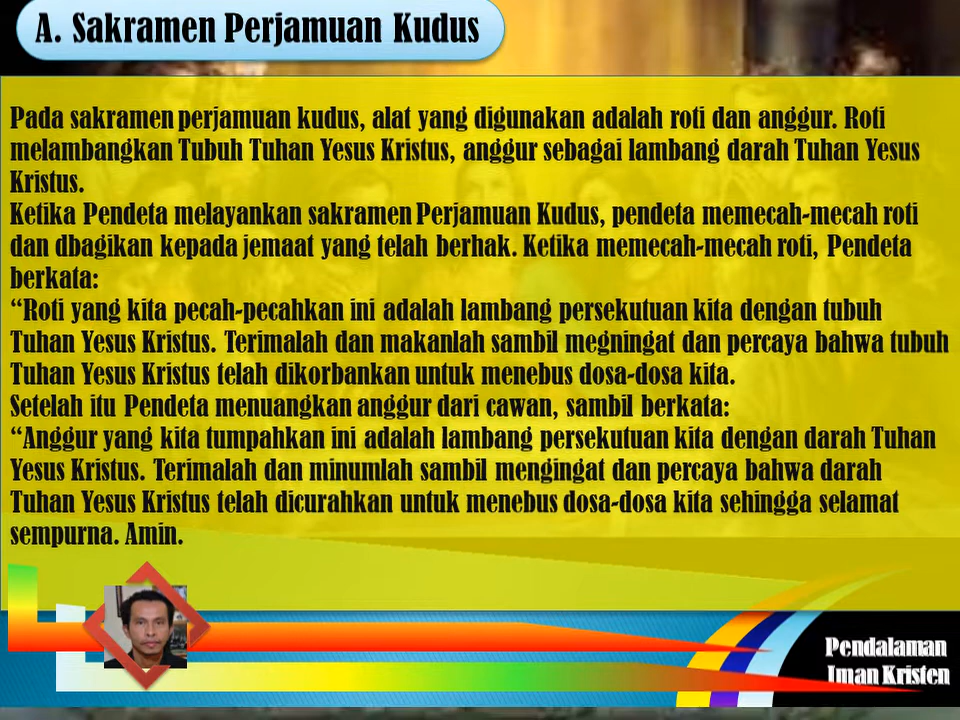 A. Sakramen Perjamuan Kudus
Pada sakramen perjamuan kudus, alat yang digunakan adalah roti dan anggur. Roti
melambangkan Tubuh Tuhan Yesus Kristus, anggur sebagai lambang darah Tuhan Yesus
Kristus.
Ketika Pendeta melayankan sakramen Perjamuan Kudus, pendeta memecah-mecah roti
dan dbagikan kepada jemaat yang telah berhak. Ketika memecah-mecah roti, Pendeta
berkata:
“Roti yang kita pecah-pecahkan ini adalah lambang persekutuan kita dengan tubuh
Tuhan Yesus Kristus. Terimalah dan makanlah sambil megningat dan percaya bahwa tubuh
Tuhan Yesus Kristus telah dikorbankan untuk menebus dosa-dosa kita.
Setelah itu Pendeta menuangkan anggur dari cawan, sambil berkata:
“Anggur yang kita tumpahkan ini adalah lambang persekutuan kita dengan darah Tuhan
Yesus Kristus. Terimalah dan minumlah sambil mengingat dan percaya bahwa darah
Tuhan Yesus Kristus telah dicurahkan untuk menebus dosa-dosa kita sehingga selamat
sempurna. Amin.
Pendalaman
Iman Kristen